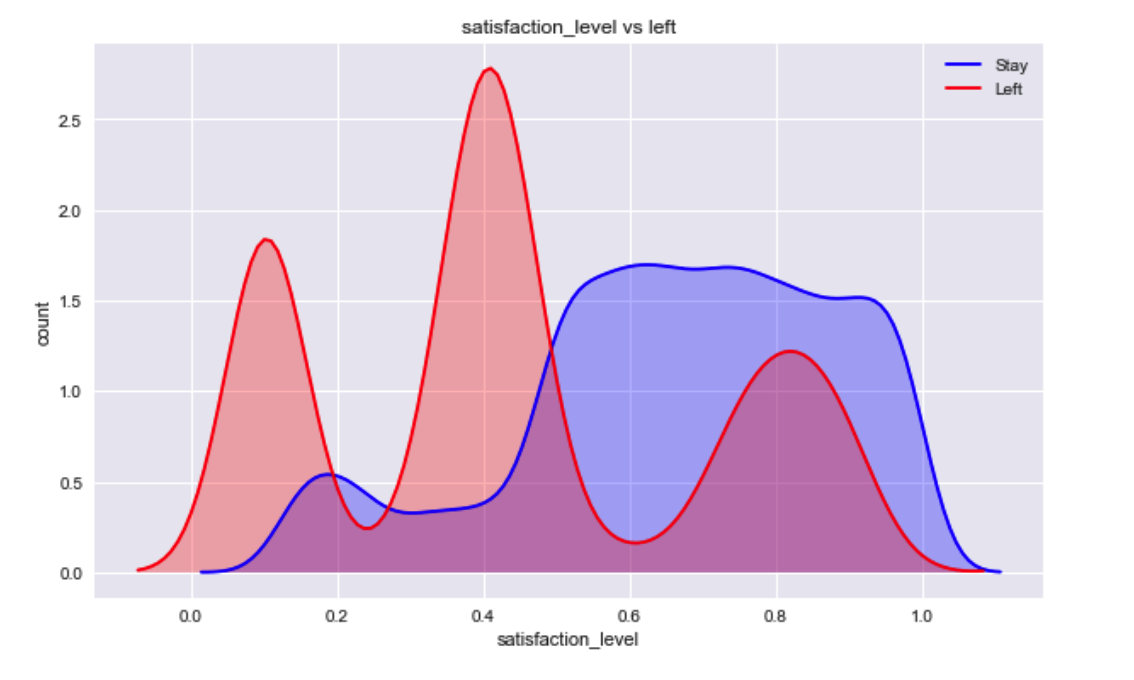 satisfaction_level vs left
Stay
Left
2.5
2.0
1.5
1.0
0.5
0.0
count
0.0 0.2 0.4 0.6 0.8 1.0
satisfaction_level